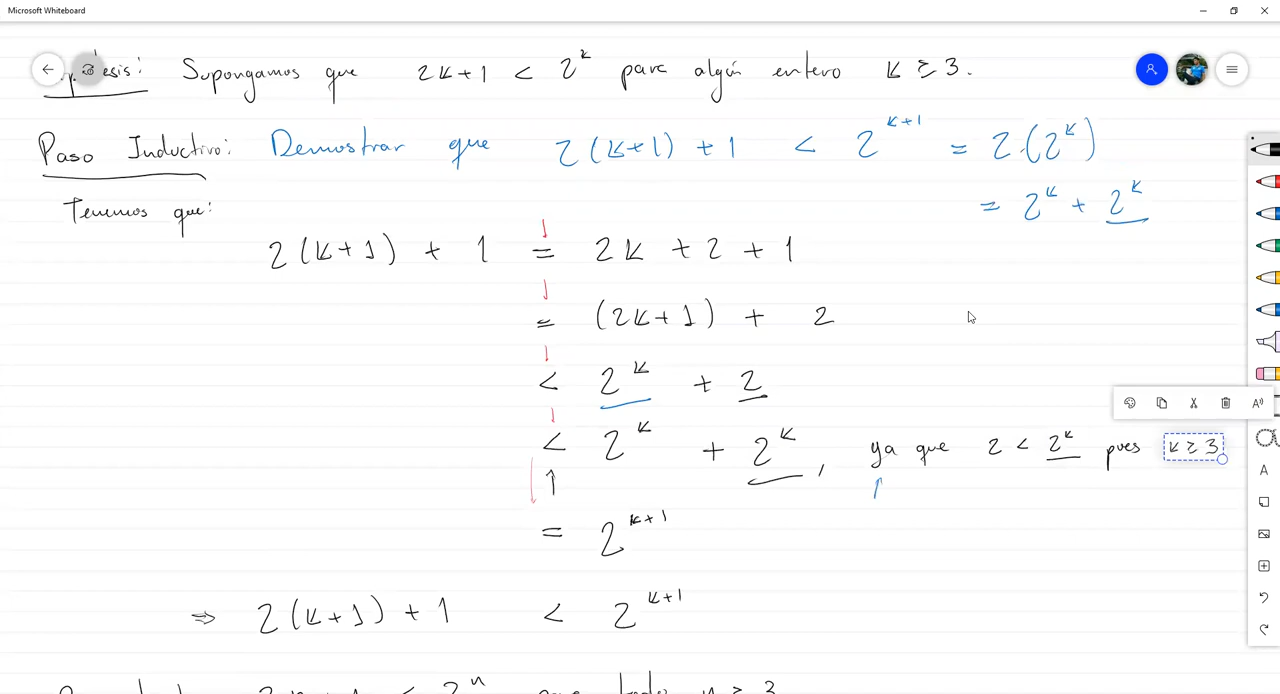 Microsoft Whiteboard
esis: Supongamos que 2k+1 < 2^k para algún entero k ≥ 3.
Paso Inductivo: Demostrar que 2(k+1) + 1 < 2^{k+1} = 2·(2^k)
= 2^k + 2^k
Tenemos que:
2(k+1) + 1 = 2k + 2 + 1
= (2k+1) + 2
< 2^k + 2
< 2^k + 2^k, ya que 2 < 2^k pues k ≥ 3
= 2^{k+1}
⇒ 2(k+1) + 1 < 2^{k+1}